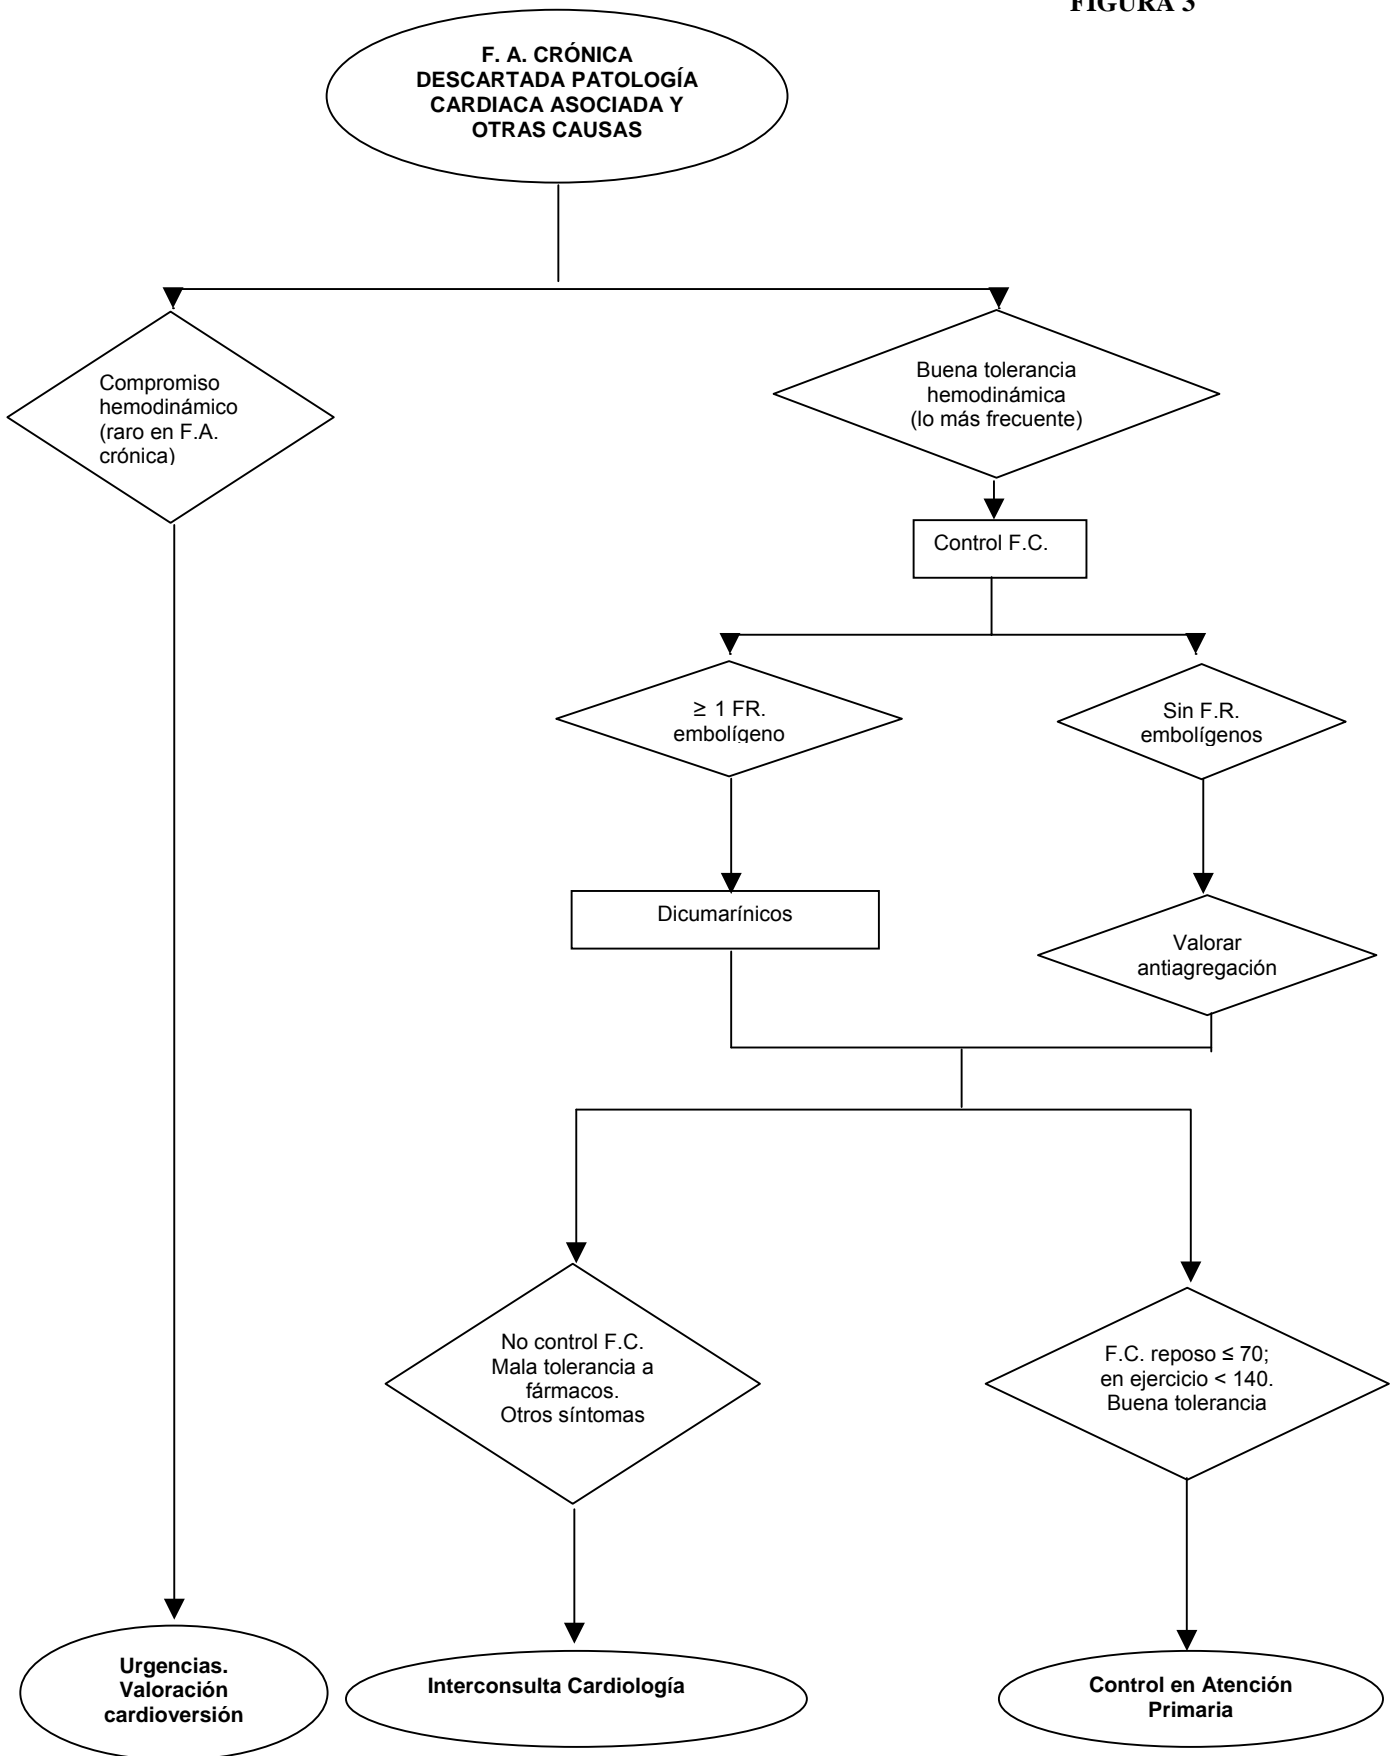 FIGURA 3
F. A. CRÓNICA
DESCARTADA PATOLOGÍA
CARDIACA ASOCIADA Y
OTRAS CAUSAS
Compromiso
hemodinámico
(raro en F.A.
crónica)
Buena tolerancia
hemodinámica
(lo más frecuente)
Control F.C.
≥ 1 FR.
embolígeno
Sin F.R.
embolígenos
Dicumarínicos
Valorar
antiagregación
No control F.C.
Mala tolerancia a
fármacos.
Otros síntomas
F.C. reposo ≤ 70;
en ejercicio < 140.
Buena tolerancia
Urgencias.
Valoración
cardioversión
Interconsulta Cardiología
Control en Atención
Primaria